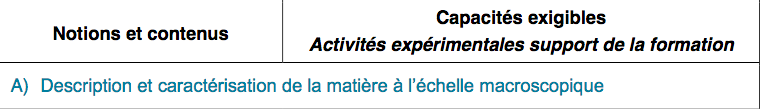 Notions et contenus
Capacités exigibles
Activités expérimentales support de la formation
A) Description et caractérisation de la matière à l'échelle macroscopique